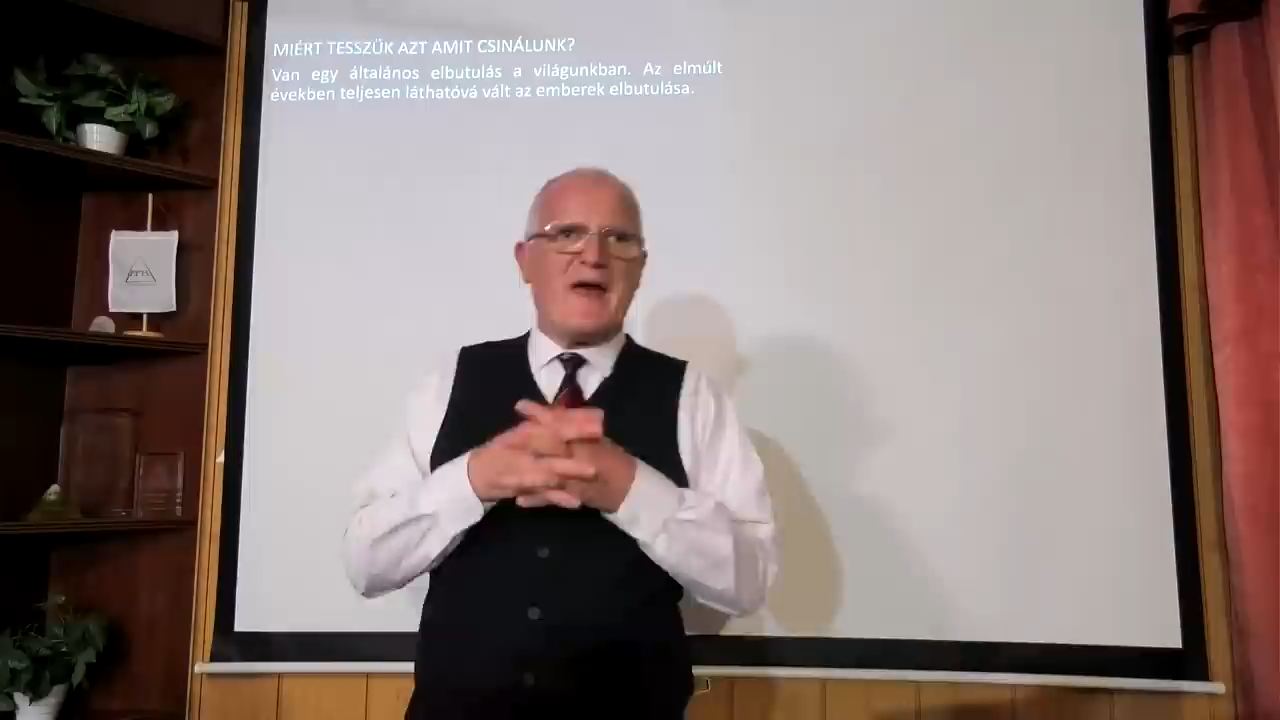 MIÉRT TESSZÜK AZT AMIT CSINÁLUNK?
Van egy általános elbutulás a világunkban. Az elmúlt
években teljesen láthatóvá vált az emberek elbutulása.